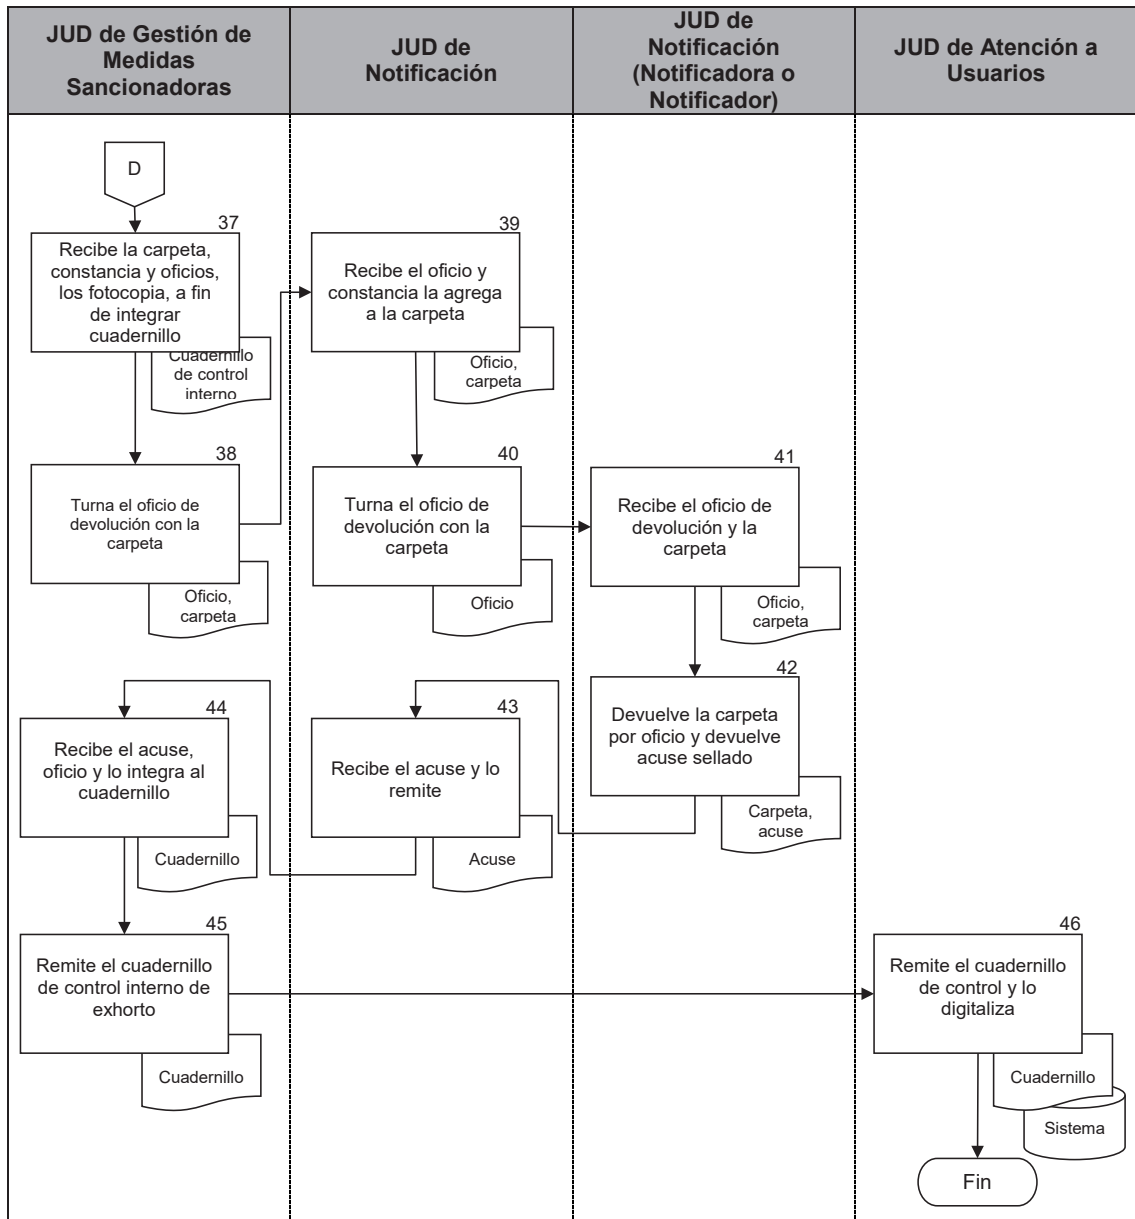 JUD de Gestión de
Medidas
Sancionadoras
JUD de
Notificación
JUD de
Notificación
(Notificadora o
Notificador)
JUD de Atención a
Usuarios
D
37
Recibe la carpeta,
constancia y oficios,
los fotocopia, a fin
de integrar
cuadernillo
Cuadernillo
de control
interno
38
Turna el oficio de
devolución con la
carpeta
Oficio,
carpeta
39
Recibe el oficio y
constancia la agrega
a la carpeta
Oficio,
carpeta
40
Turna el oficio de
devolución con la
carpeta
Oficio
41
Recibe el oficio de
devolución y la
carpeta
Oficio,
carpeta
42
Devuelve la carpeta
por oficio y devuelve
acuse sellado
Carpeta,
acuse
43
Recibe el acuse y lo
remite
Acuse
44
Recibe el acuse,
oficio y lo integra al
cuadernillo
Cuadernillo
45
Remite el cuadernillo
de control interno de
exhorto
Cuadernillo
46
Remite el cuadernillo
de control y lo
digitaliza
Cuadernillo
Sistema
Fin